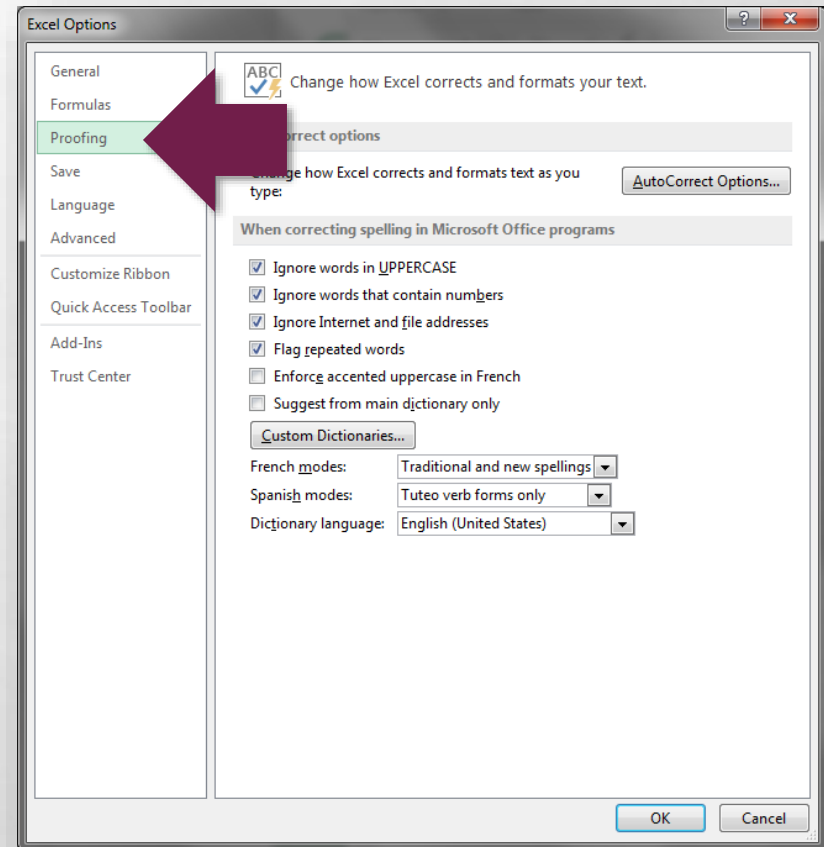 Excel Options
?
x
General
Formulas
Proofing
Save
Language
Advanced
Customize Ribbon
Quick Access Toolbar
Add-Ins
Trust Center
ABC
Change how Excel corrects and formats your text.
options
how Excel corrects and formats text as you
type:
AutoCorrect Options...
When correcting spelling in Microsoft Office programs
Ignore words in UPPERCASE
Ignore words that contain numbers
Ignore Internet and file addresses
Flag repeated words
Enforce accented uppercase in French
Suggest from main dictionary only
Custom Dictionaries...
French modes:
Traditional and new spellings
Spanish modes:
Tuteo verb forms only
Dictionary language:
English (United States)
OK
Cancel